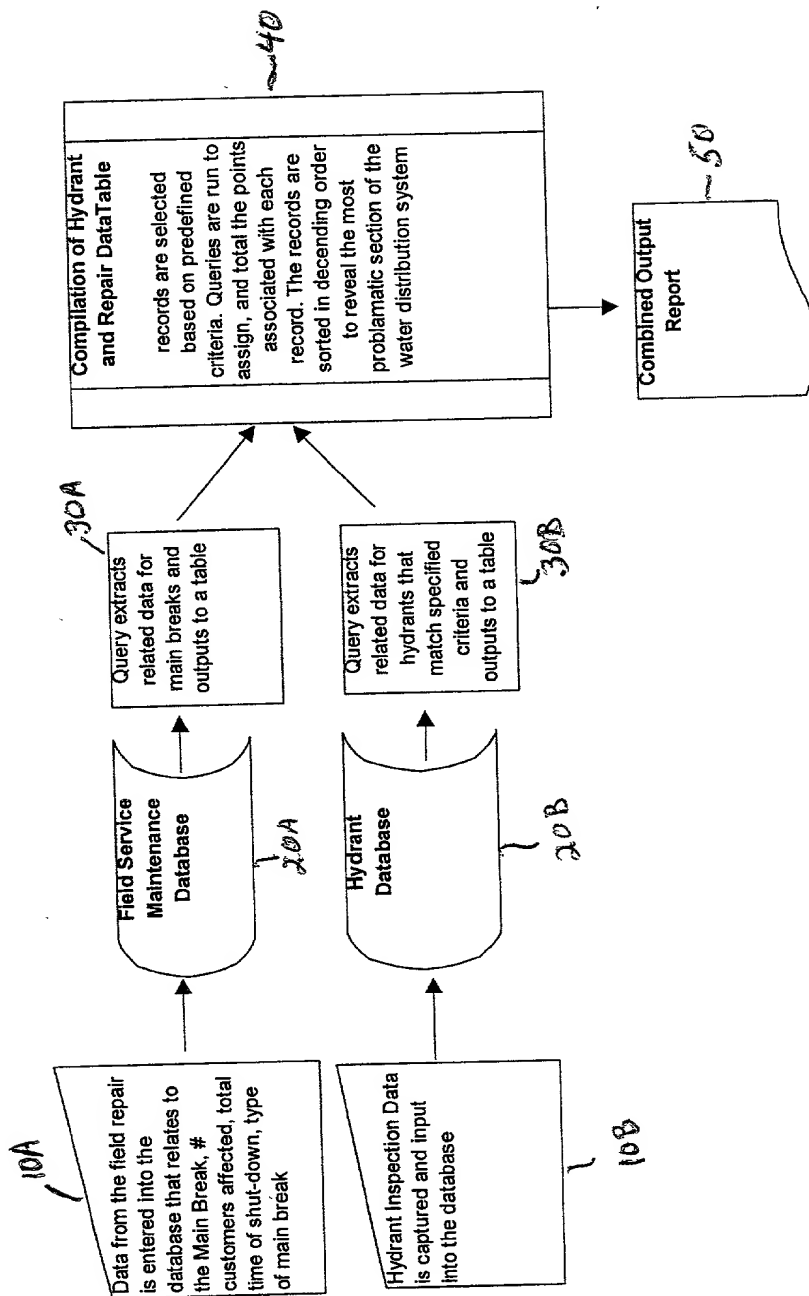 10A
Data from the field repair
is entered into the
database that relates to
the Main Break, #
customers affected, total
time of shut-down, type
of main break
Field Service
Maintenance
Database
20A
30A
Query extracts
related data for
main breaks and
outputs to a table
Hydrant Inspection Data
is captured and input
into the database
10B
Hydrant
Database
20B
Query extracts
related data for
hydrants that
match specified
criteria and
outputs to a table
30B
Compilation of Hydrant
and Repair DataTable
records are selected
based on predefined
criteria. Queries are run to
assign, and total the points
associated with each
record. The records are
sorted in decending order
to reveal the most
problamatic section of the
water distribution system
40
Combined Output
Report
50